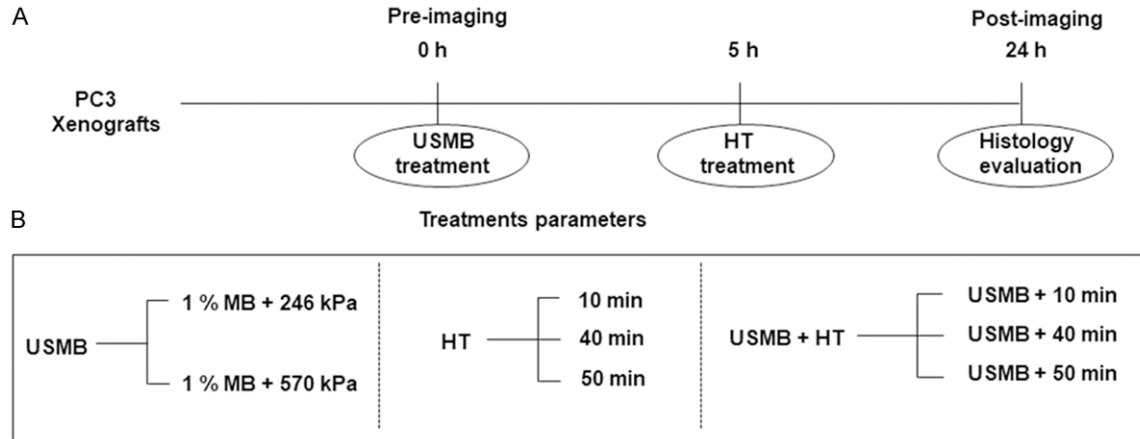 A
Pre-imaging
Post-imaging
0 h
5 h
24 h
PC3
Xenografts
USMB
treatment
HT
treatment
Histology
evaluation
B
Treatments parameters
USMB
1 % MB + 246 kPa
1 % MB + 570 kPa
HT
10 min
40 min
50 min
USMB + HT
USMB + 10 min
USMB + 40 min
USMB + 50 min